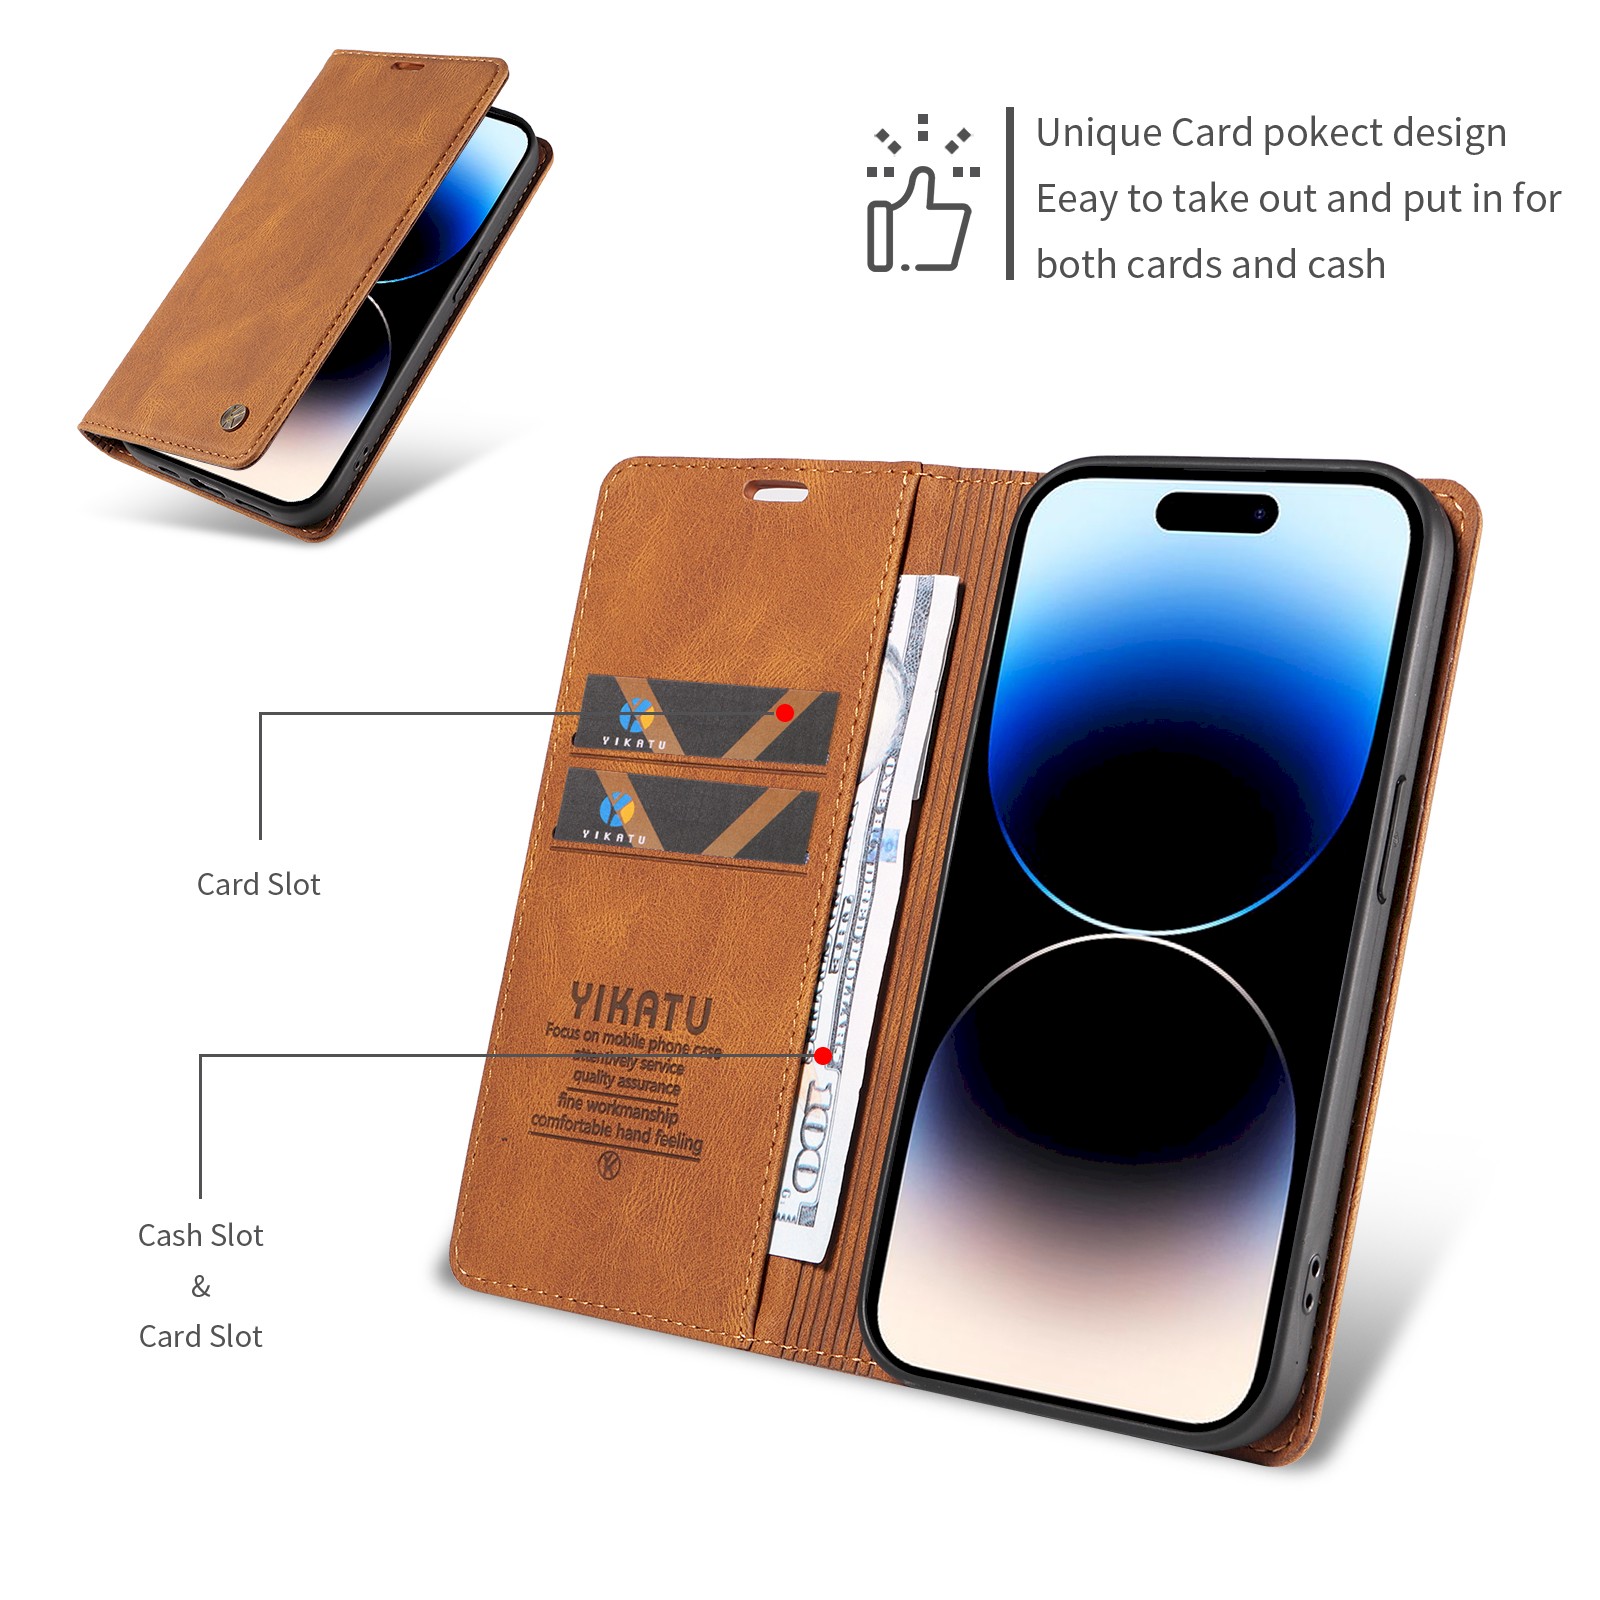 Unique Card pokect design
Eeay to take out and put in for
both cards and cash
YIKATU
YIKATU
Card Slot
YIKATU
Focus on mobile phone case
attentively service
quality assurance
fine workmanship
comfortable hand feeling
100
Cash Slot
&
Card Slot